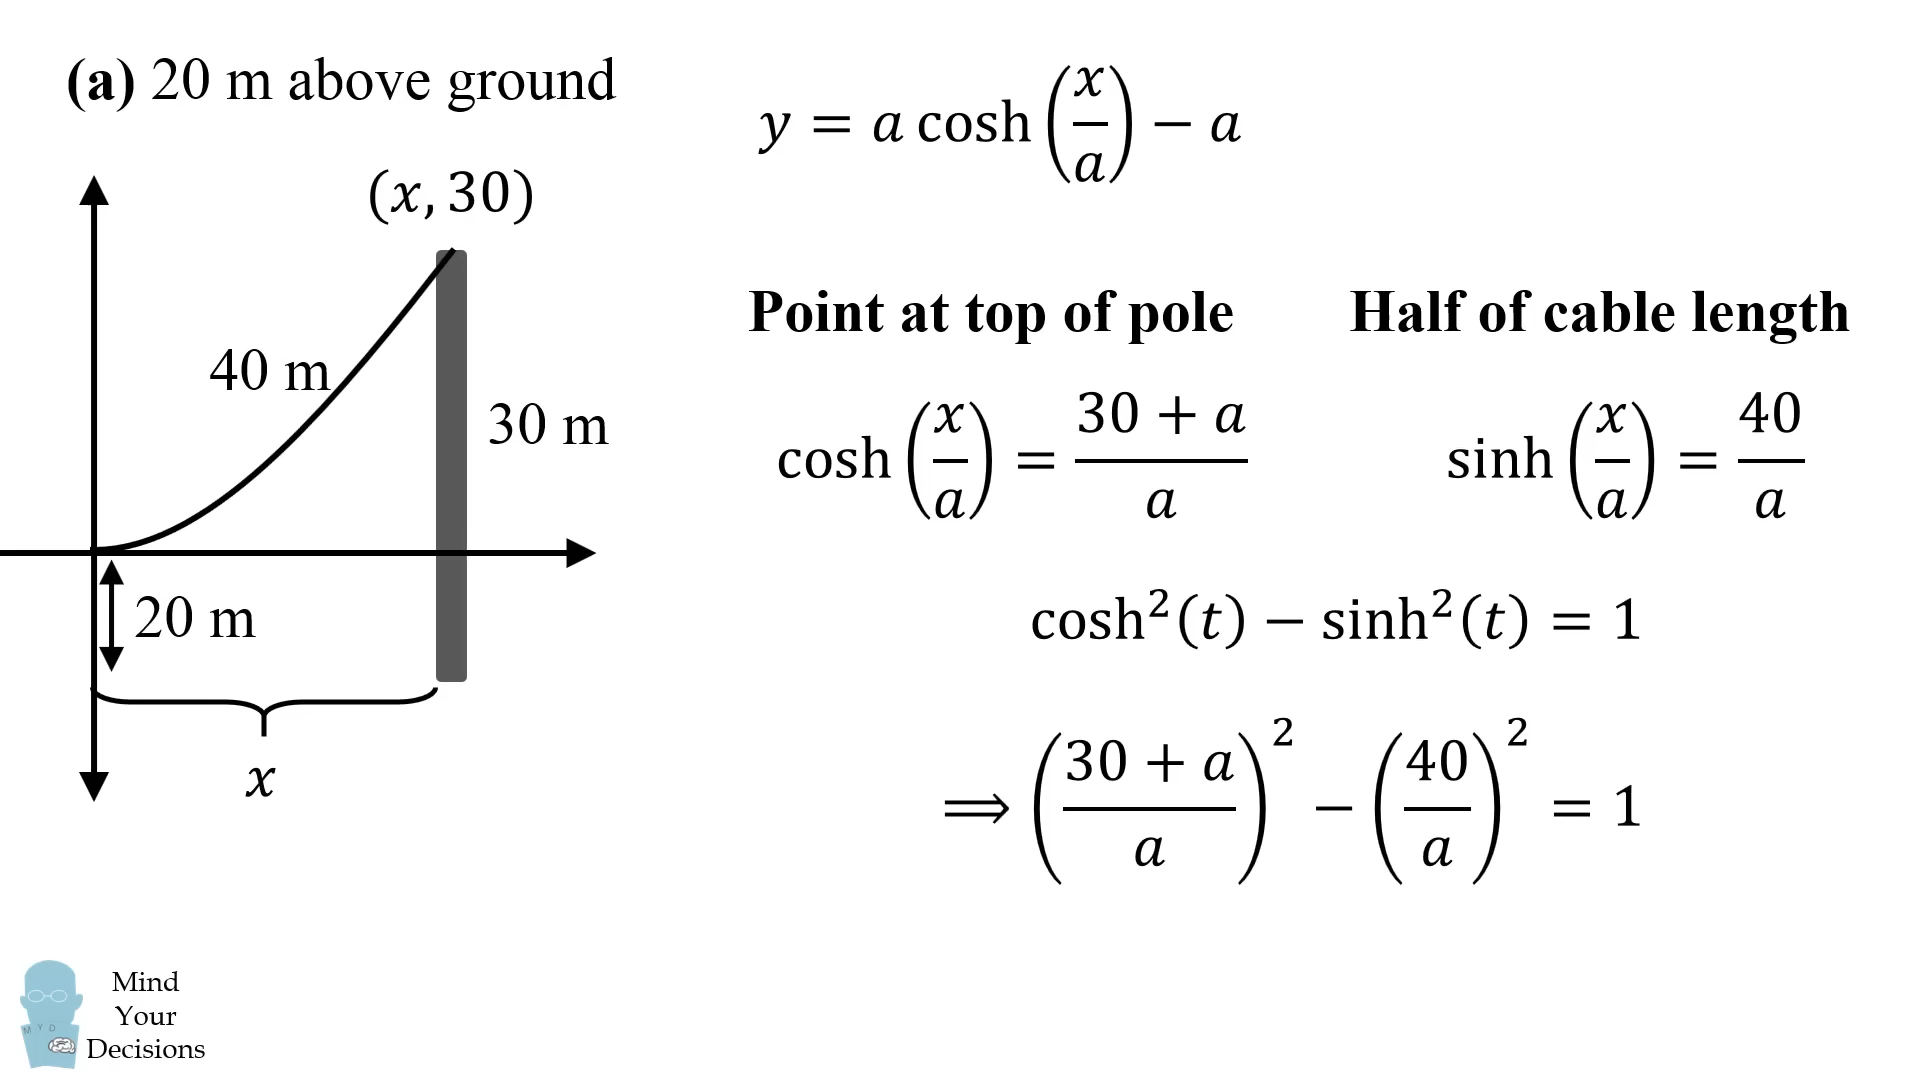 (a) 20 m above ground
y = a cosh(x/a) − a
(x, 30)
40 m
30 m
20 m
x
Point at top of pole
cosh(x/a) = (30 + a)/a
Half of cable length
sinh(x/a) = 40/a
cosh²(t) − sinh²(t) = 1
⟹ ((30 + a)/a)² − (40/a)² = 1
M Y D
Mind
Your
Decisions